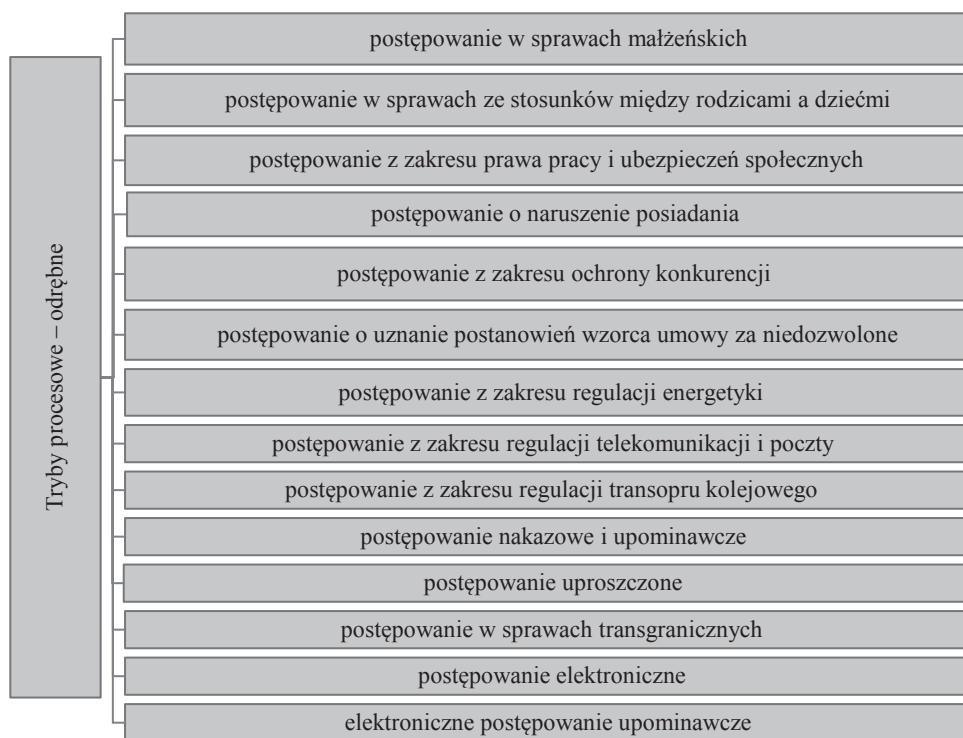 Tryby procesowe – odrębne
postępowanie w sprawach małżeńskich
postępowanie w sprawach ze stosunków między rodzicami a dziećmi
postępowanie z zakresu prawa pracy i ubezpieczeń społecznych
postępowanie o naruszenie posiadania
postępowanie z zakresu ochrony konkurencji
postępowanie o uznanie postanowień wzorca umowy za niedozwolone
postępowanie z zakresu regulacji energetyki
postępowanie z zakresu regulacji telekomunikacji i poczty
postępowanie z zakresu regulacji transopru kolejowego
postępowanie nakazowe i upominawcze
postępowanie uproszczone
postępowanie w sprawach transgranicznych
postępowanie elektroniczne
elektroniczne postępowanie upominawcze